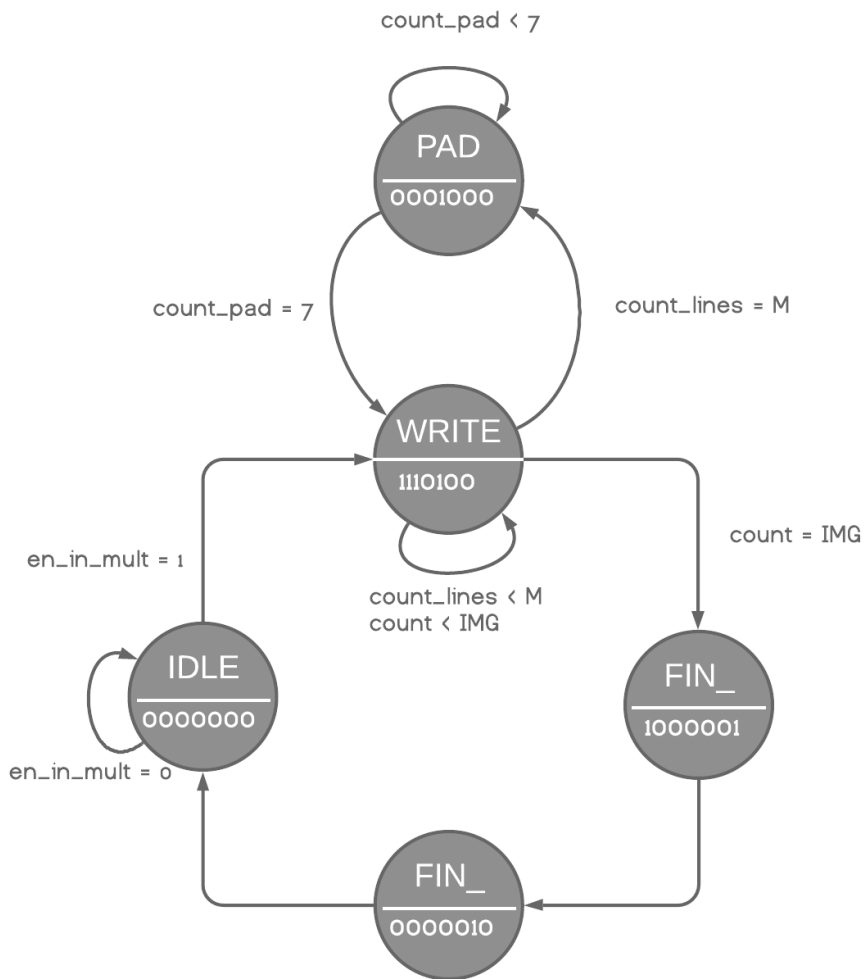 count_pad < 7
PAD
0001000
count_pad = 7
count_lines = M
WRITE
1110100
count = IMG
en_in_mult = 1
count_lines < M
count < IMG
IDLE
0000000
FIN_
1000001
en_in_mult = 0
FIN_
0000010